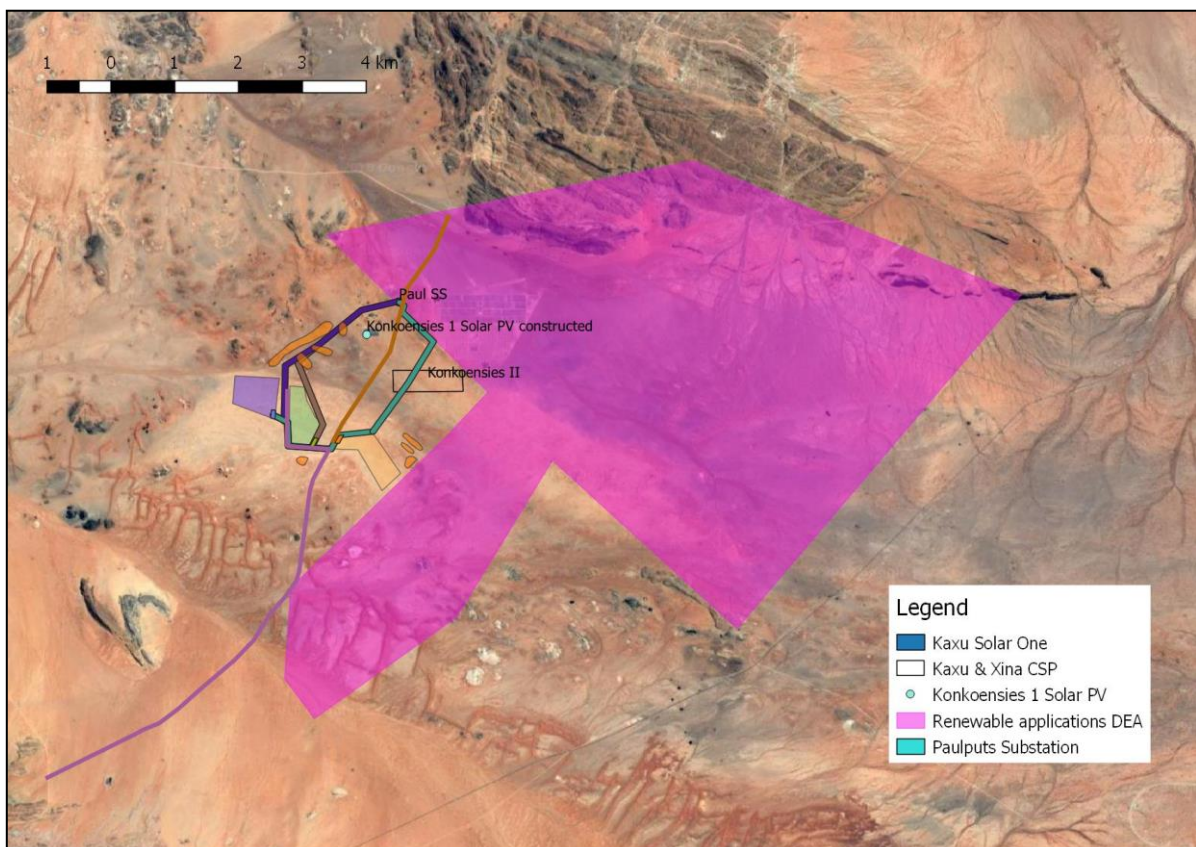 1 0 1 2 3 4 km
Paul SS
Konkoensies 1 Solar PV constructed
Konkoensies II
Legend
Kaxu Solar One
Kaxu & Xina CSP
Konkoensies 1 Solar PV
Renewable applications DEA
Paulputs Substation